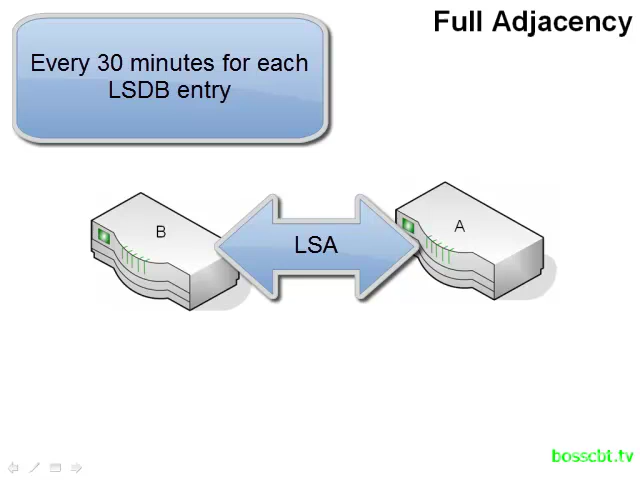 Full Adjacency
Every 30 minutes for each
LSDB entry
B
LSA
A
bosscbt.tv